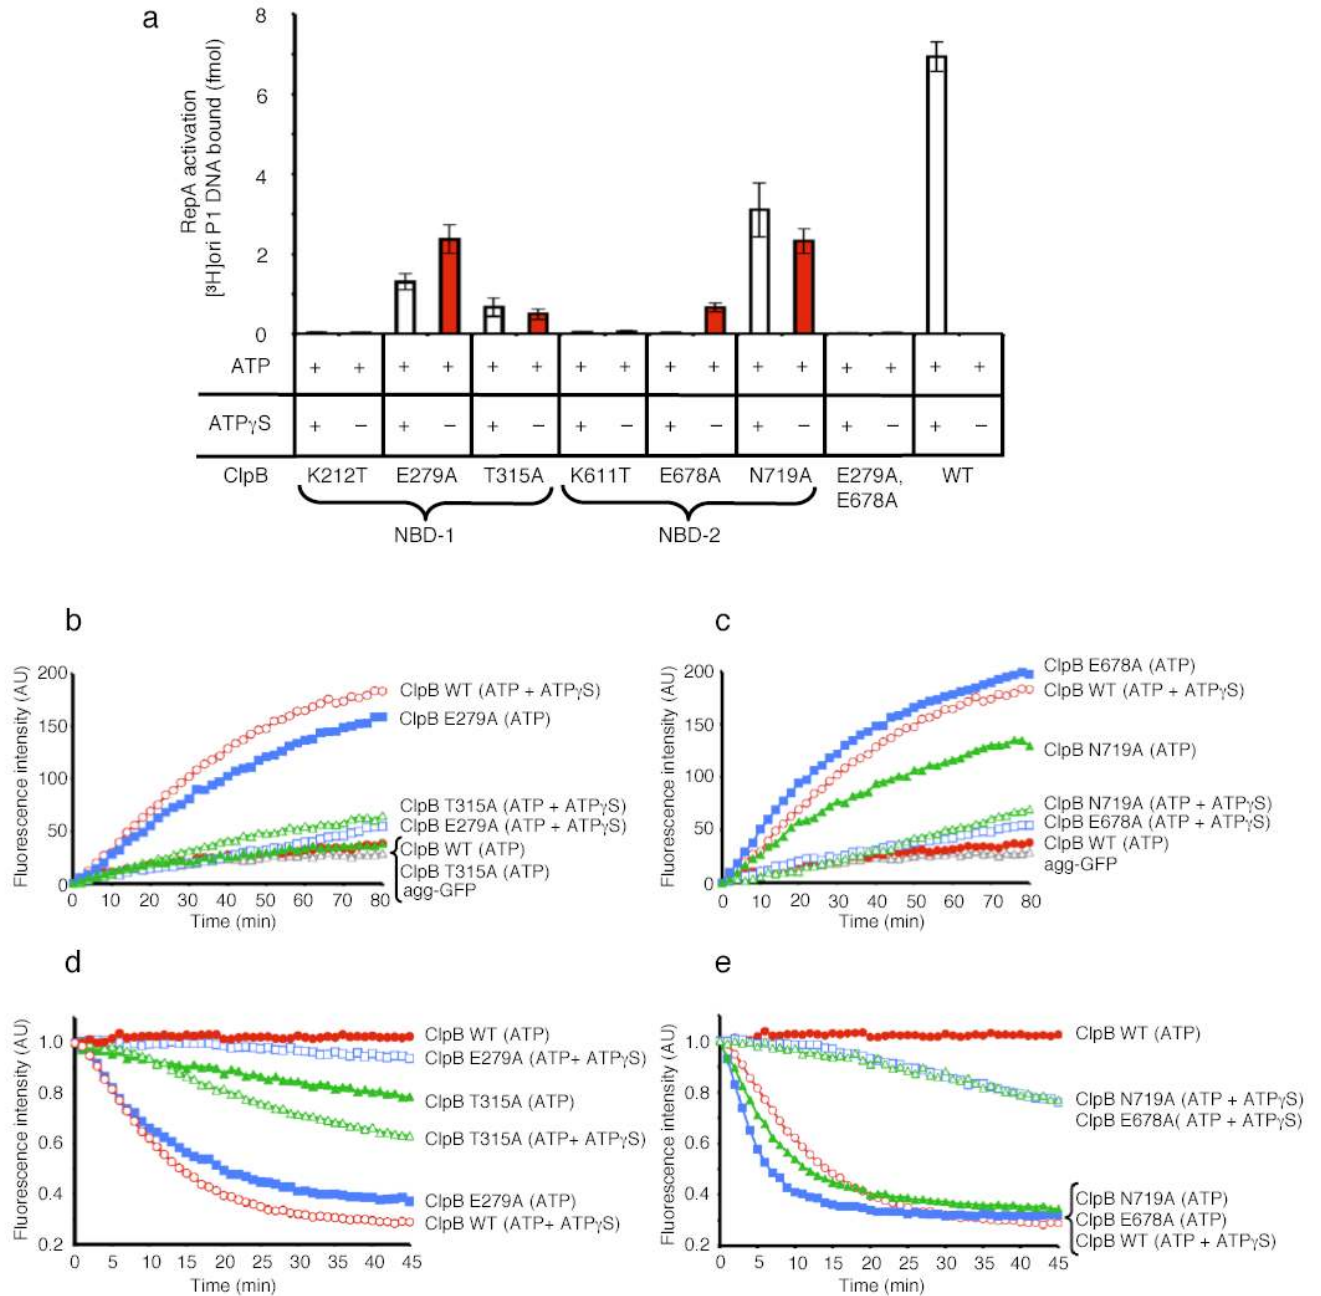 a
RepA activation
[³H]ori P1 DNA bound (fmol)
8
6
4
2
0
ATP + + + + + + + + + + + + + + + +
ATPγS + − + − + − + − + − + − + − + −
ClpB K212T E279A T315A K611T E678A N719A E279A, E678A WT
NBD-1 NBD-2
b
Fluorescence intensity (AU)
200
150
100
50
0
0 10 20 30 40 50 60 70 80
Time (min)
ClpB WT (ATP + ATPγS)
ClpB E279A (ATP)
ClpB T315A (ATP + ATPγS)
ClpB E279A (ATP + ATPγS)
ClpB WT (ATP)
ClpB T315A (ATP)
agg-GFP
c
Fluorescence intensity (AU)
200
150
100
50
0
0 10 20 30 40 50 60 70 80
Time (min)
ClpB E678A (ATP)
ClpB WT (ATP + ATPγS)
ClpB N719A (ATP)
ClpB N719A (ATP + ATPγS)
ClpB E678A (ATP + ATPγS)
ClpB WT (ATP)
agg-GFP
d
Fluorescence intensity (AU)
1.0
0.8
0.6
0.4
0.2
0 5 10 15 20 25 30 35 40 45
Time (min)
ClpB WT (ATP)
ClpB E279A (ATP+ ATPγS)
ClpB T315A (ATP)
ClpB T315A (ATP+ ATPγS)
ClpB E279A (ATP)
ClpB WT (ATP+ ATPγS)
e
Fluorescence intensity (AU)
1.0
0.8
0.6
0.4
0.2
0 5 10 15 20 25 30 35 40 45
Time (min)
ClpB WT (ATP)
ClpB N719A (ATP + ATPγS)
ClpB E678A( ATP + ATPγS)
ClpB N719A (ATP)
ClpB E678A (ATP)
ClpB WT (ATP + ATPγS)